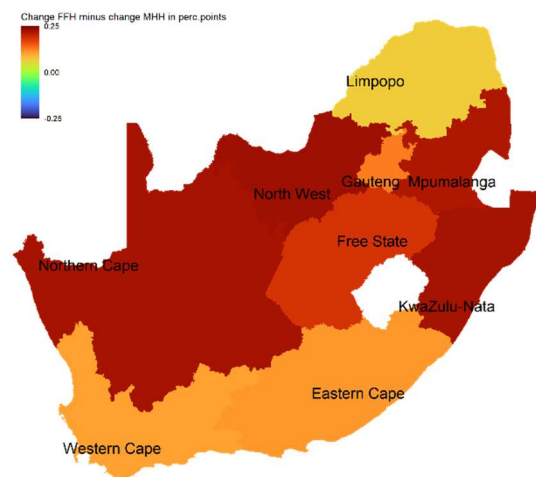 Change FFH minus change MHH in perc.points
0.25
0.00
-0.25
Limpopo
Gauteng Mpumalanga
North West
Free State
Northern Cape
KwaZulu-Nata
Eastern Cape
Western Cape